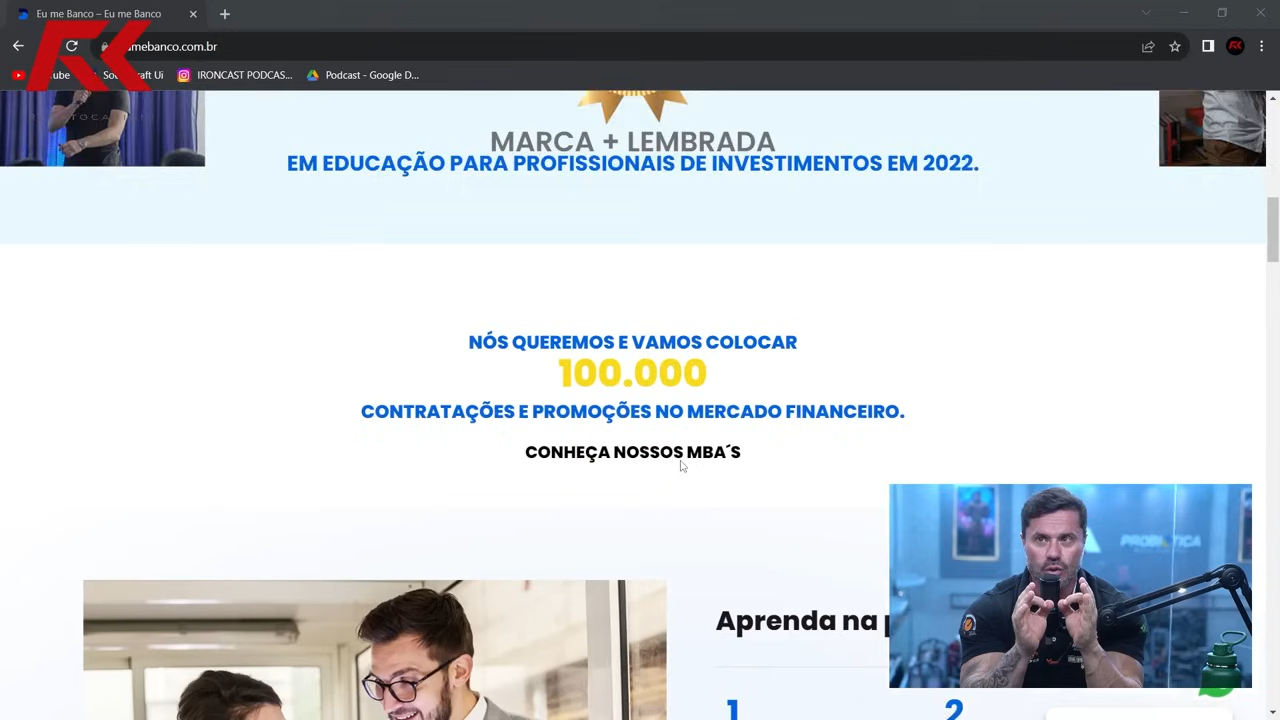 Eu me Banco – Eu me Banco
mebanco.com.br
IRONCAST PODCAS...
Podcast - Google D...
MARCA + LEMBRADA
EM EDUCAÇÃO PARA PROFISSIONAIS DE INVESTIMENTOS EM 2022.
NÓS QUEREMOS E VAMOS COLOCAR
100.000
CONTRATAÇÕES E PROMOÇÕES NO MERCADO FINANCEIRO.
CONHEÇA NOSSOS MBA´S
Aprenda na
1
2
PROBIÓTICA